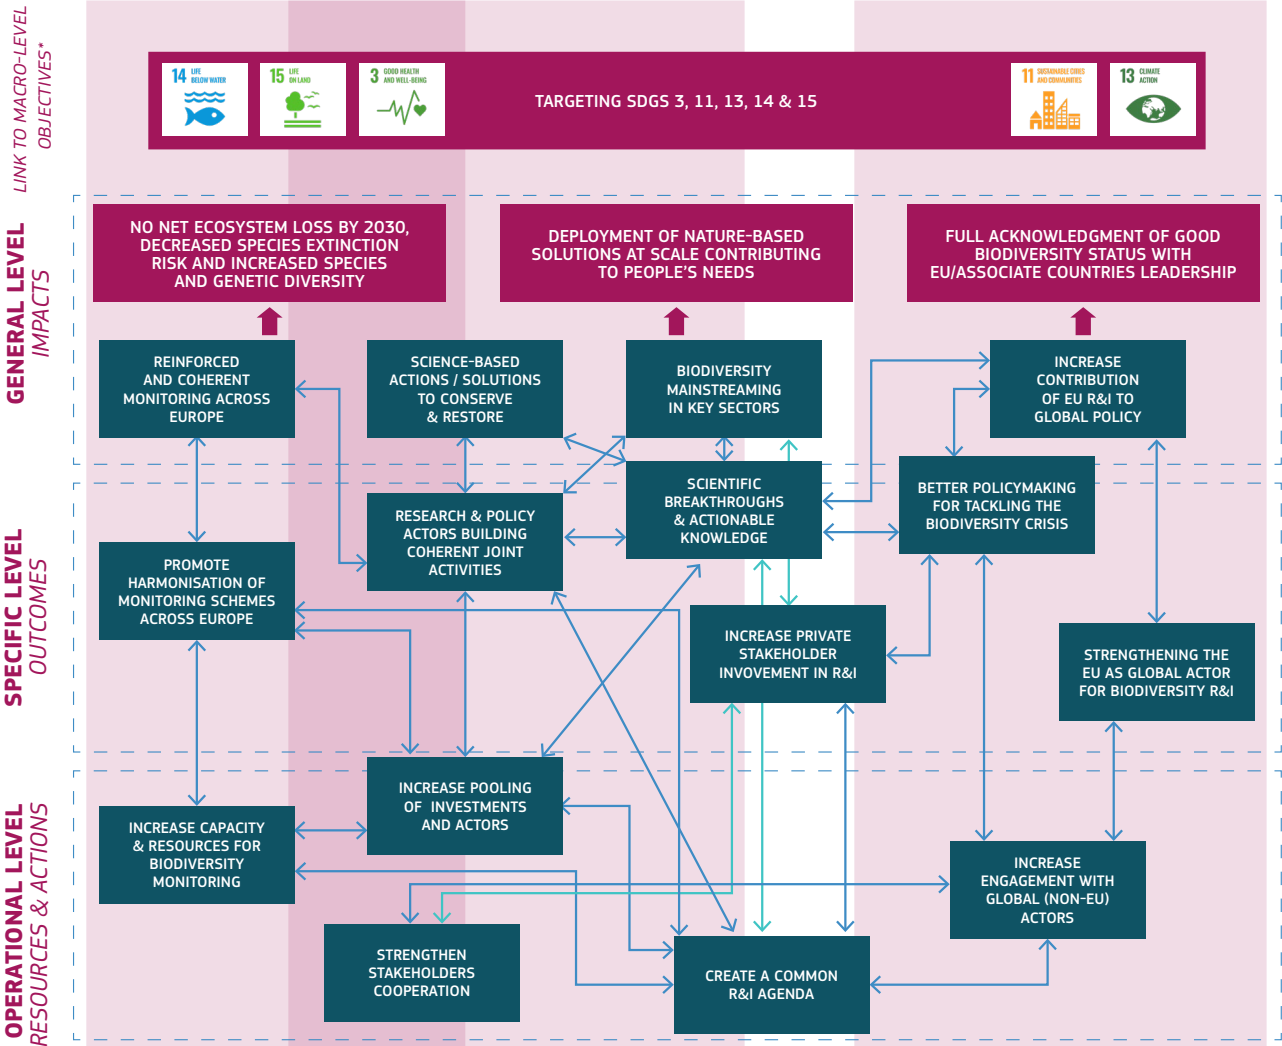 LINK TO MACRO-LEVEL
OBJECTIVES*
14 LIFE
BELOW WATER
15 LIFE
ON LAND
3 GOOD HEALTH
AND WELL-BEING
TARGETING SDGS 3, 11, 13, 14 & 15
11 SUSTAINABLE CITIES
AND COMMUNITIES
13 CLIMATE
ACTION
GENERAL LEVEL
IMPACTS
NO NET ECOSYSTEM LOSS BY 2030,
DECREASED SPECIES EXTINCTION
RISK AND INCREASED SPECIES
AND GENETIC DIVERSITY
DEPLOYMENT OF NATURE-BASED
SOLUTIONS AT SCALE CONTRIBUTING
TO PEOPLE'S NEEDS
FULL ACKNOWLEDGMENT OF GOOD
BIODIVERSITY STATUS WITH
EU/ASSOCIATE COUNTRIES LEADERSHIP
REINFORCED
AND COHERENT
MONITORING ACROSS
EUROPE
SCIENCE-BASED
ACTIONS / SOLUTIONS
TO CONSERVE
& RESTORE
BIODIVERSITY
MAINSTREAMING
IN KEY SECTORS
INCREASE
CONTRIBUTION
OF EU R&I TO
GLOBAL POLICY
SPECIFIC LEVEL
OUTCOMES
PROMOTE
HARMONISATION OF
MONITORING SCHEMES
ACROSS EUROPE
RESEARCH & POLICY
ACTORS BUILDING
COHERENT JOINT
ACTIVITIES
SCIENTIFIC
BREAKTHROUGHS
& ACTIONABLE
KNOWLEDGE
BETTER POLICYMAKING
FOR TACKLING THE
BIODIVERSITY CRISIS
INCREASE PRIVATE
STAKEHOLDER
INVOVEMENT IN R&I
STRENGTHENING THE
EU AS GLOBAL ACTOR
FOR BIODIVERSITY R&I
OPERATIONAL LEVEL
RESOURCES & ACTIONS
INCREASE CAPACITY
& RESOURCES FOR
BIODIVERSITY
MONITORING
INCREASE POOLING
OF INVESTMENTS
AND ACTORS
STRENGTHEN
STAKEHOLDERS
COOPERATION
CREATE A COMMON
R&I AGENDA
INCREASE
ENGAGEMENT WITH
GLOBAL (NON-EU)
ACTORS